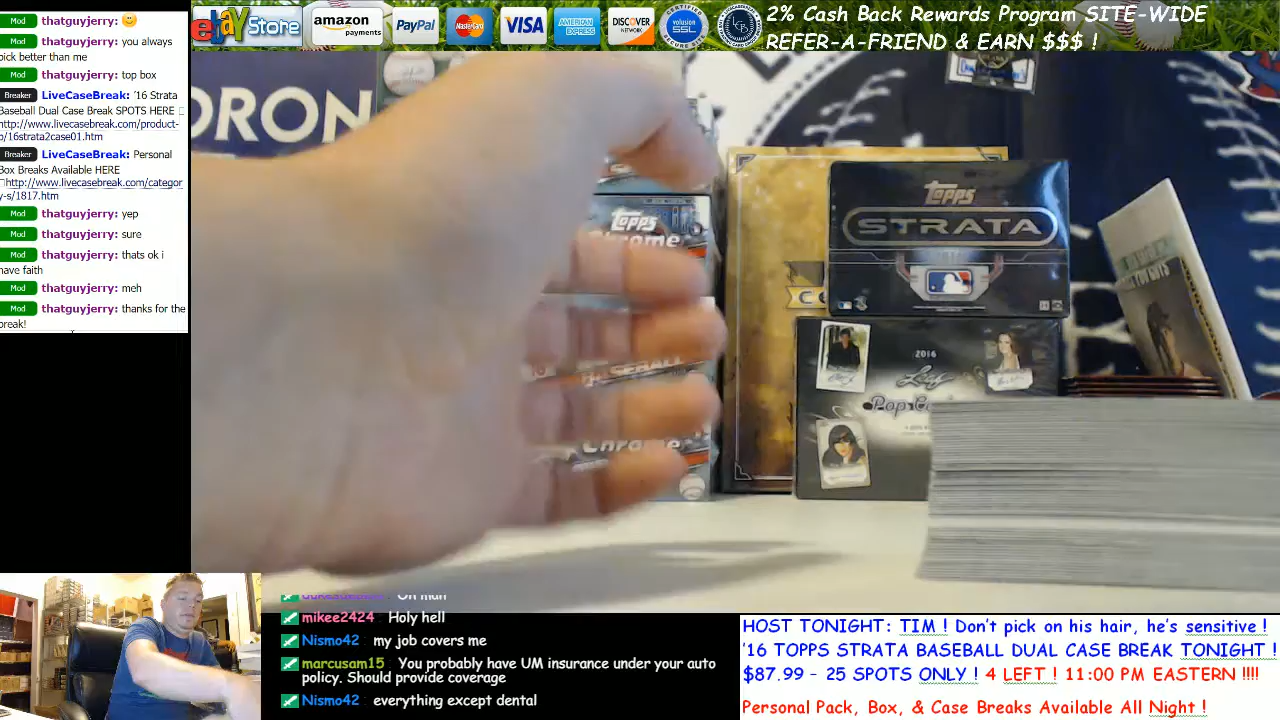 Mod thatguyjerry:
Mod thatguyjerry: you always
pick better than me
Mod thatguyjerry: top box
Breaker LiveCaseBreak: '16 Strata
Baseball Dual Case Break SPOTS HERE
http://www.livecasebreak.com/product-
p/16strata2case01.htm
Breaker LiveCaseBreak: Personal
Box Breaks Available HERE
http://www.livecasebreak.com/categor
y-s/1817.htm
Mod thatguyjerry: yep
Mod thatguyjerry: sure
Mod thatguyjerry: thats ok i
have faith
Mod thatguyjerry: meh
Mod thatguyjerry: thanks for the
break!
ebay Store
amazon
payments
PayPal
MasterCard
VISA
AMERICAN
EXPRESS
DISCOVER
NETWORK
volusion
SSL
LCB
2% Cash Back Rewards Program SITE-WIDE
REFER-A-FRIEND & EARN $$$ !
DRON
Topps
Chrome
BASEBALL
Chrome
Topps
STRATA
2016
Leaf
Pop
Oh man
mikee2424 Holy hell
Nismo42 my job covers me
marcusam15 You probably have UM insurance under your auto
policy. Should provide coverage
Nismo42 everything except dental
HOST TONIGHT: TIM ! Don't pick on his hair, he's sensitive !
'16 TOPPS STRATA BASEBALL DUAL CASE BREAK TONIGHT !
$87.99 - 25 SPOTS ONLY ! 4 LEFT ! 11:00 PM EASTERN !!!!
Personal Pack, Box, & Case Breaks Available All Night !